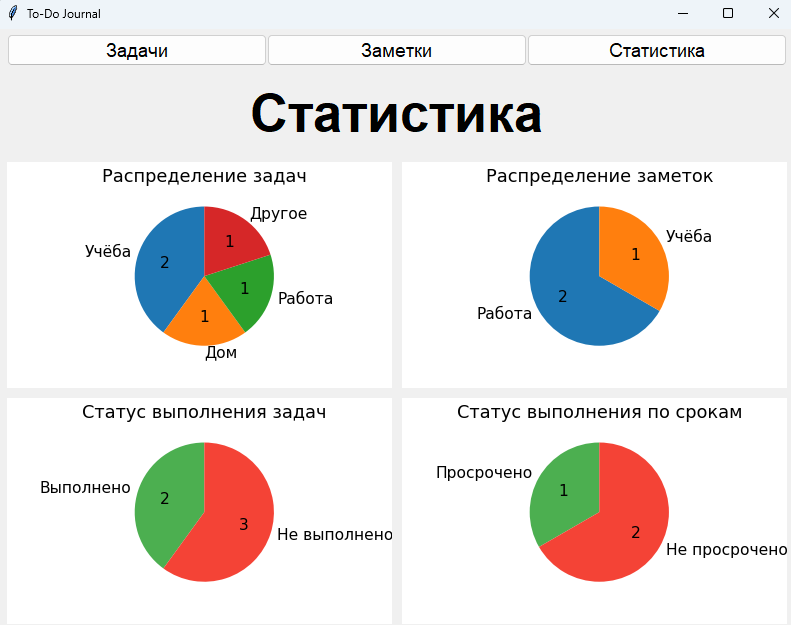 To-Do Journal
Задачи Заметки Статистика
Статистика
Распределение задач
Другое
Учёба
1
2
1
Работа
1
Дом
Распределение заметок
Учёба
1
2
Работа
Статус выполнения задач
Выполнено
2
3
Не выполнено
Статус выполнения по срокам
Просрочено
1
2
Не просрочено